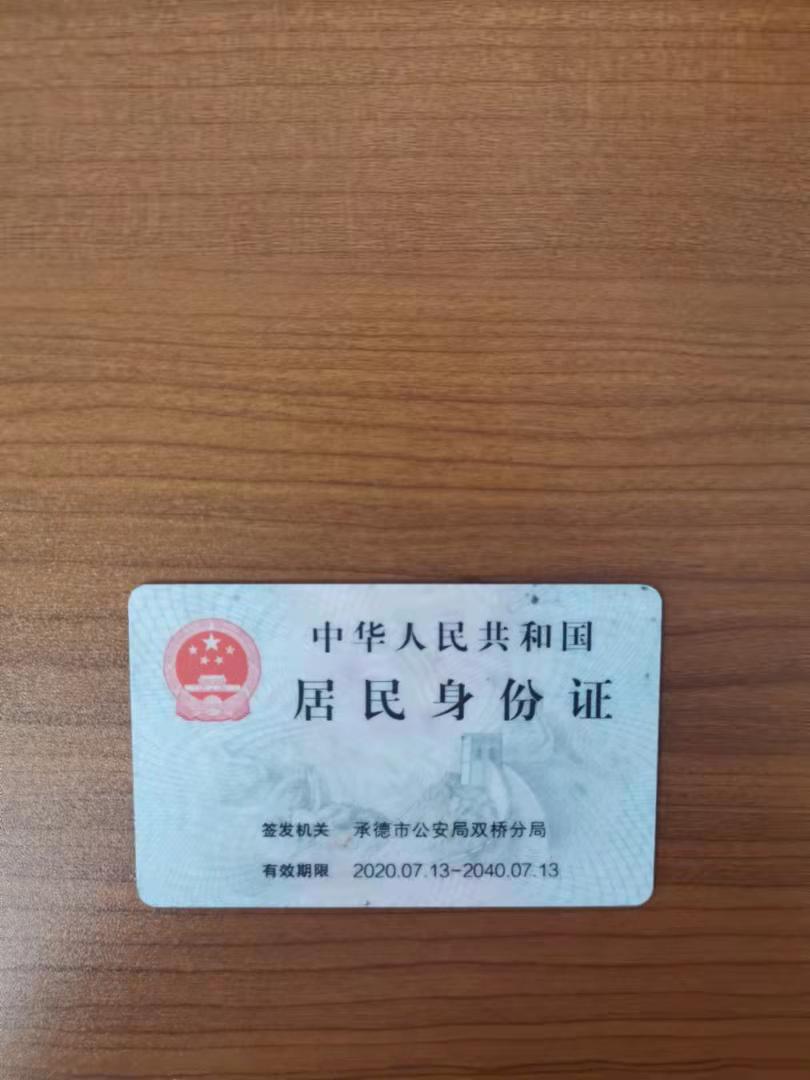 中华人民共和国
居民身份证
签发机关 承德市公安局双桥分局
有效期限 2020.07.13-2040.07.13